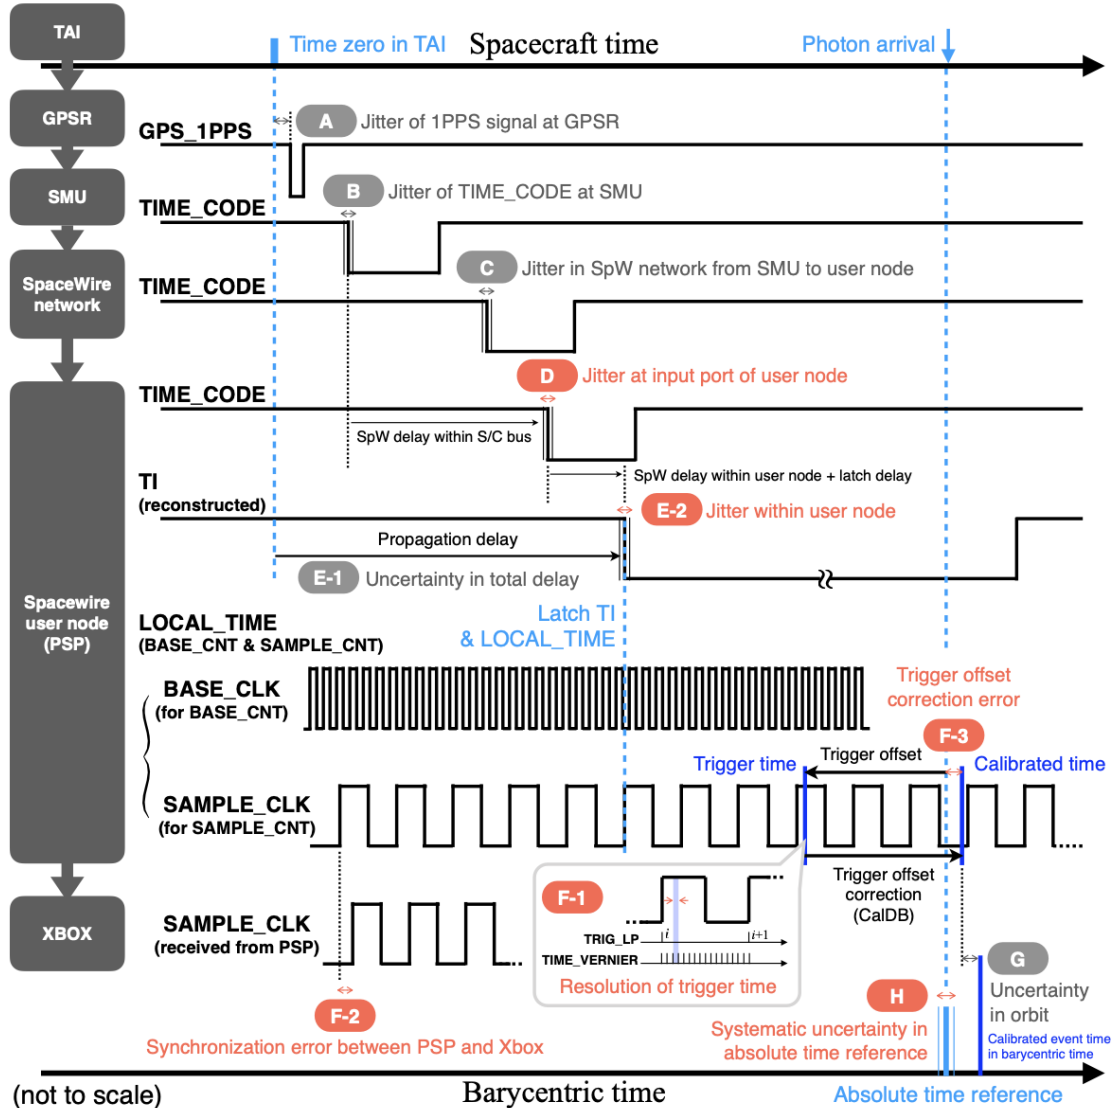 TAI
Time zero in TAI
Spacecraft time
Photon arrival
GPSR
GPS_1PPS
A
Jitter of 1PPS signal at GPSR
SMU
B
Jitter of TIME_CODE at SMU
TIME_CODE
C
Jitter in SpW network from SMU to user node
SpaceWire
network
TIME_CODE
D
Jitter at input port of user node
TIME_CODE
SpW delay within S/C bus
SpW delay within user node + latch delay
TI
(reconstructed)
E-2
Jitter within user node
Propagation delay
E-1
Uncertainty in total delay
Spacewire
user node
(PSP)
Latch TI
& LOCAL_TIME
LOCAL_TIME
(BASE_CNT & SAMPLE_CNT)
BASE_CLK
(for BASE_CNT)
Trigger offset
correction error
F-3
Trigger time
Trigger offset
Calibrated time
SAMPLE_CLK
(for SAMPLE_CNT)
Trigger offset
correction
(CalDB)
XBOX
SAMPLE_CLK
(received from PSP)
F-1
TRIG_LP
i
i+1
TIME_VERNIER
Resolution of trigger time
G
Uncertainty
in orbit
Calibrated event time
in barycentric time
H
Systematic uncertainty in
absolute time reference
F-2
Synchronization error between PSP and Xbox
(not to scale)
Barycentric time
Absolute time reference